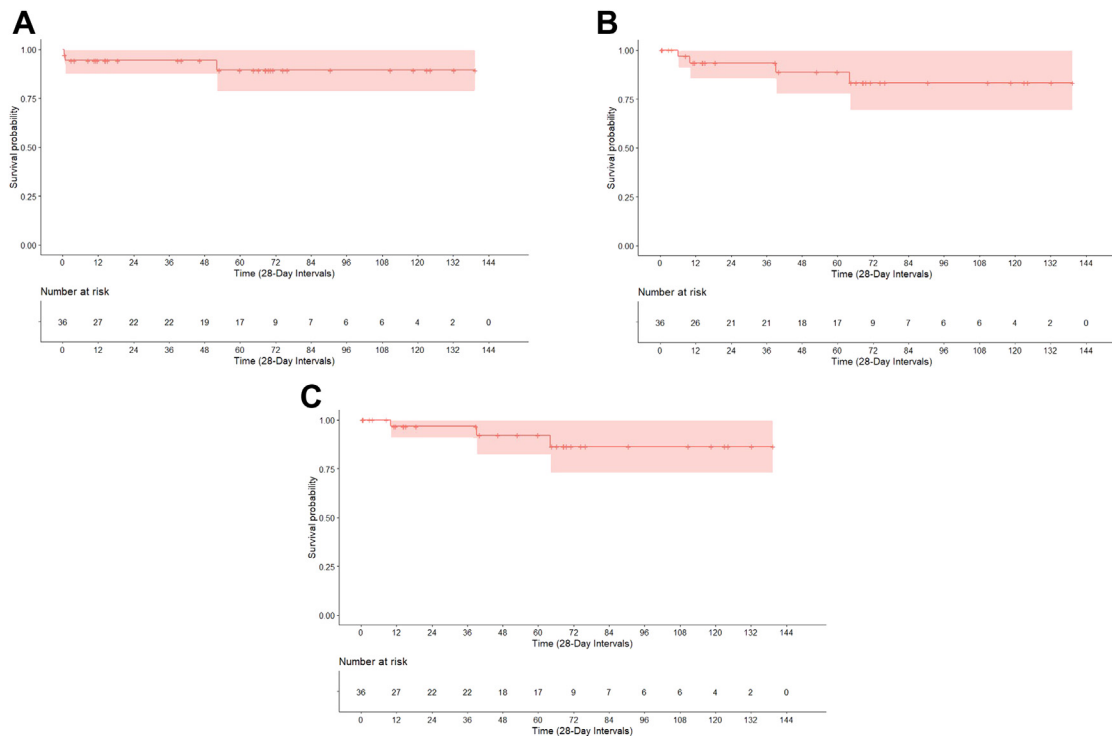 A
1.00
0.75
0.50
0.25
0.00
Survival probability
0 12 24 36 48 60 72 84 96 108 120 132 144
Time (28-Day Intervals)
Number at risk
36 27 22 22 19 17 9 7 6 6 4 2 0
0 12 24 36 48 60 72 84 96 108 120 132 144
Time (28-Day Intervals)
B
1.00
0.75
0.50
0.25
0.00
Survival probability
0 12 24 36 48 60 72 84 96 108 120 132 144
Time (28-Day Intervals)
Number at risk
36 26 21 21 18 17 9 7 6 6 4 2 0
0 12 24 36 48 60 72 84 96 108 120 132 144
Time (28-Day Intervals)
C
1.00
0.75
0.50
0.25
0.00
Survival probability
0 12 24 36 48 60 72 84 96 108 120 132 144
Time (28-Day Intervals)
Number at risk
36 27 22 22 18 17 9 7 6 6 4 2 0
0 12 24 36 48 60 72 84 96 108 120 132 144
Time (28-Day Intervals)